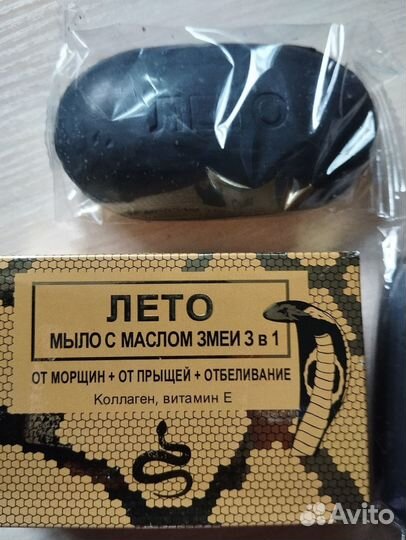 ЛЕТО
ЛЕТО
МЫЛО С МАСЛОМ ЗМЕИ 3 в 1
ОТ МОРЩИН + ОТ ПРЫЩЕЙ + ОТБЕЛИВАНИЕ
Коллаген, витамин Е
Avito